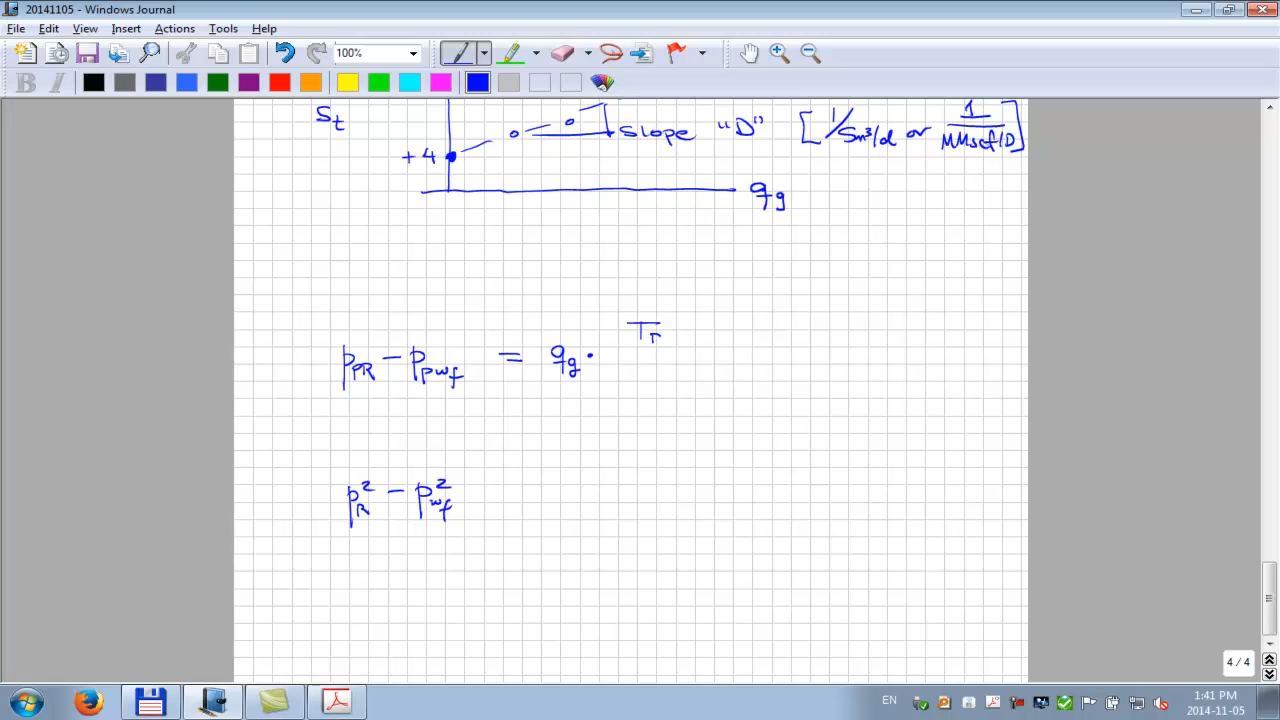 20141105 - Windows Journal
File Edit View Insert Actions Tools Help
100%
B I
St
+4
slope "D" [1/Sm³/d or 1/MMscf/D]
qg
pPR - ppwf = qg · Tr
pR² - pwf²
4 / 4
EN
1:41 PM
2014-11-05